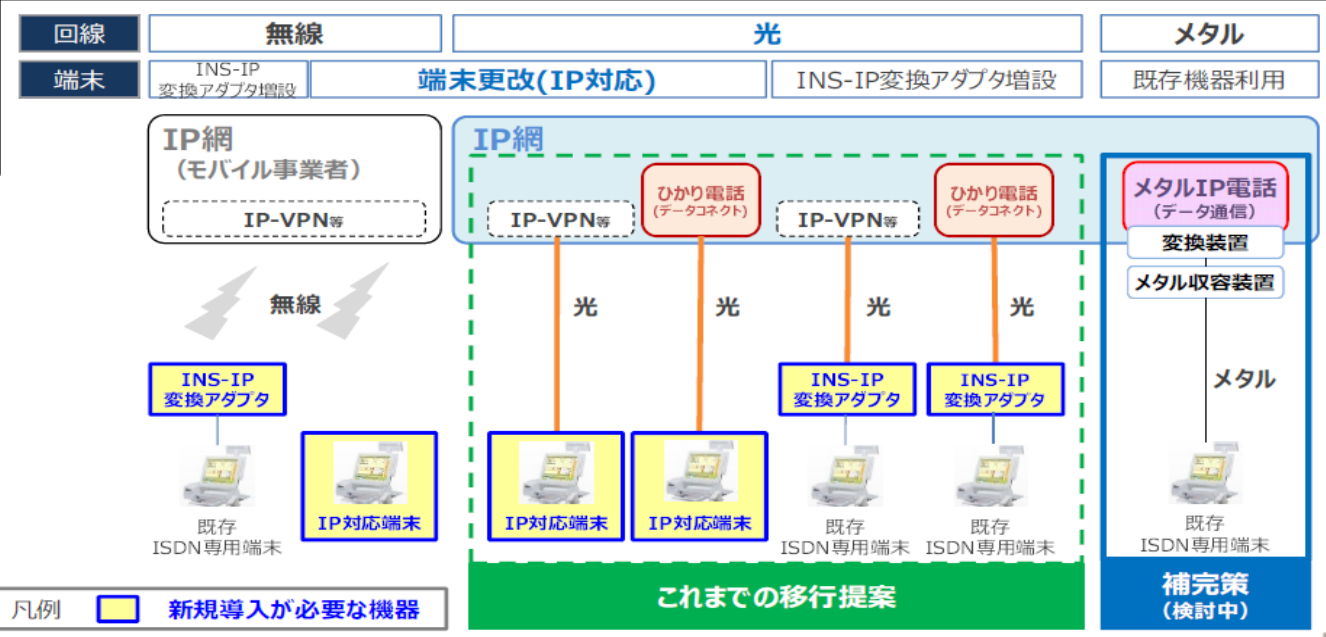 回線
無線
光
メタル
端末
INS-IP
変換アダプタ増設
端末更改(IP対応)
INS-IP変換アダプタ増設
既存機器利用
IP網
(モバイル事業者)
IP-VPN等
IP網
IP-VPN等
ひかり電話
(データコネクト)
IP-VPN等
ひかり電話
(データコネクト)
メタルIP電話
(データ通信)
変換装置
メタル収容装置
無線
光
光
光
光
メタル
INS-IP
変換アダプタ
INS-IP
変換アダプタ
INS-IP
変換アダプタ
既存
ISDN専用端末
IP対応端末
IP対応端末
IP対応端末
既存
ISDN専用端末
既存
ISDN専用端末
既存
ISDN専用端末
これまでの移行提案
補完策
(検討中)
凡例
新規導入が必要な機器